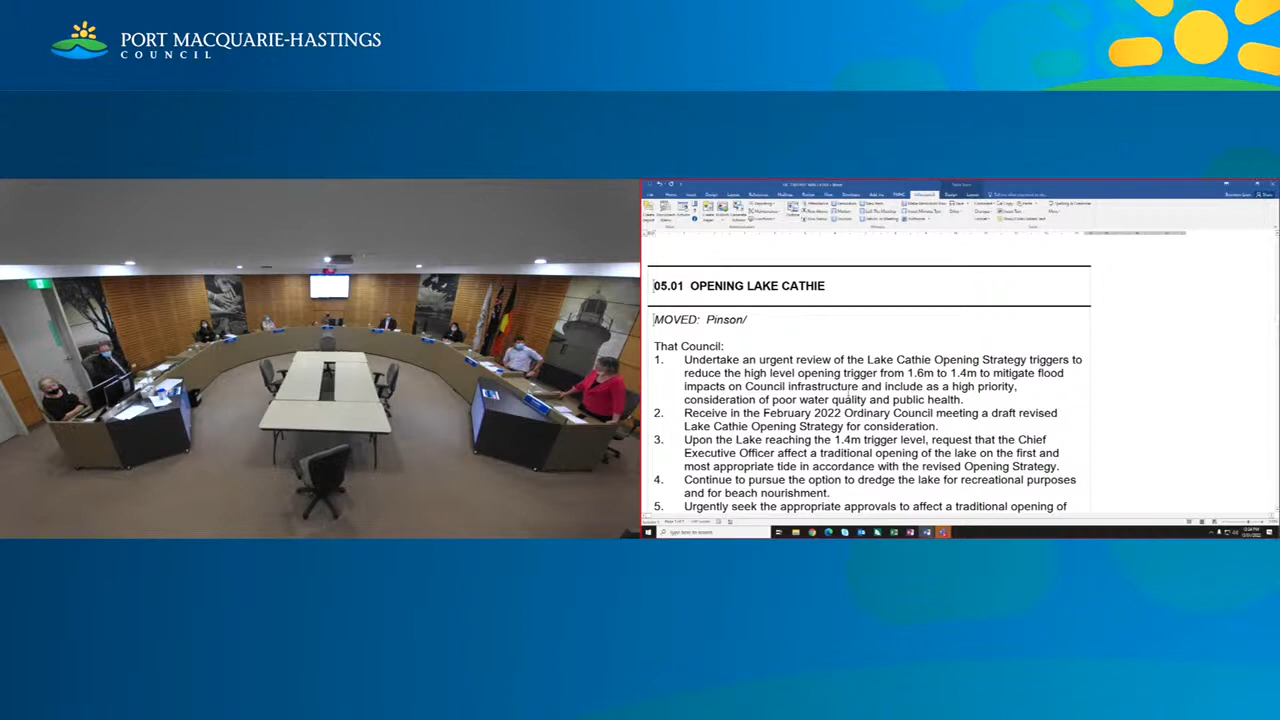 PORT MACQUARIE-HASTINGS
COUNCIL
05.01 OPENING LAKE CATHIE
MOVED: Pinson/
That Council:
1. Undertake an urgent review of the Lake Cathie Opening Strategy triggers to
reduce the high level opening trigger from 1.6m to 1.4m to mitigate flood
impacts on Council infrastructure and include as a high priority,
consideration of poor water quality and public health.
2. Receive in the February 2022 Ordinary Council meeting a draft revised
Lake Cathie Opening Strategy for consideration.
3. Upon the Lake reaching the 1.4m trigger level, request that the Chief
Executive Officer affect a traditional opening of the lake on the first and
most appropriate tide in accordance with the revised Opening Strategy.
4. Continue to pursue the option to dredge the lake for recreational purposes
and for beach nourishment.
5. Urgently seek the appropriate approvals to affect a traditional opening of
Type here to search